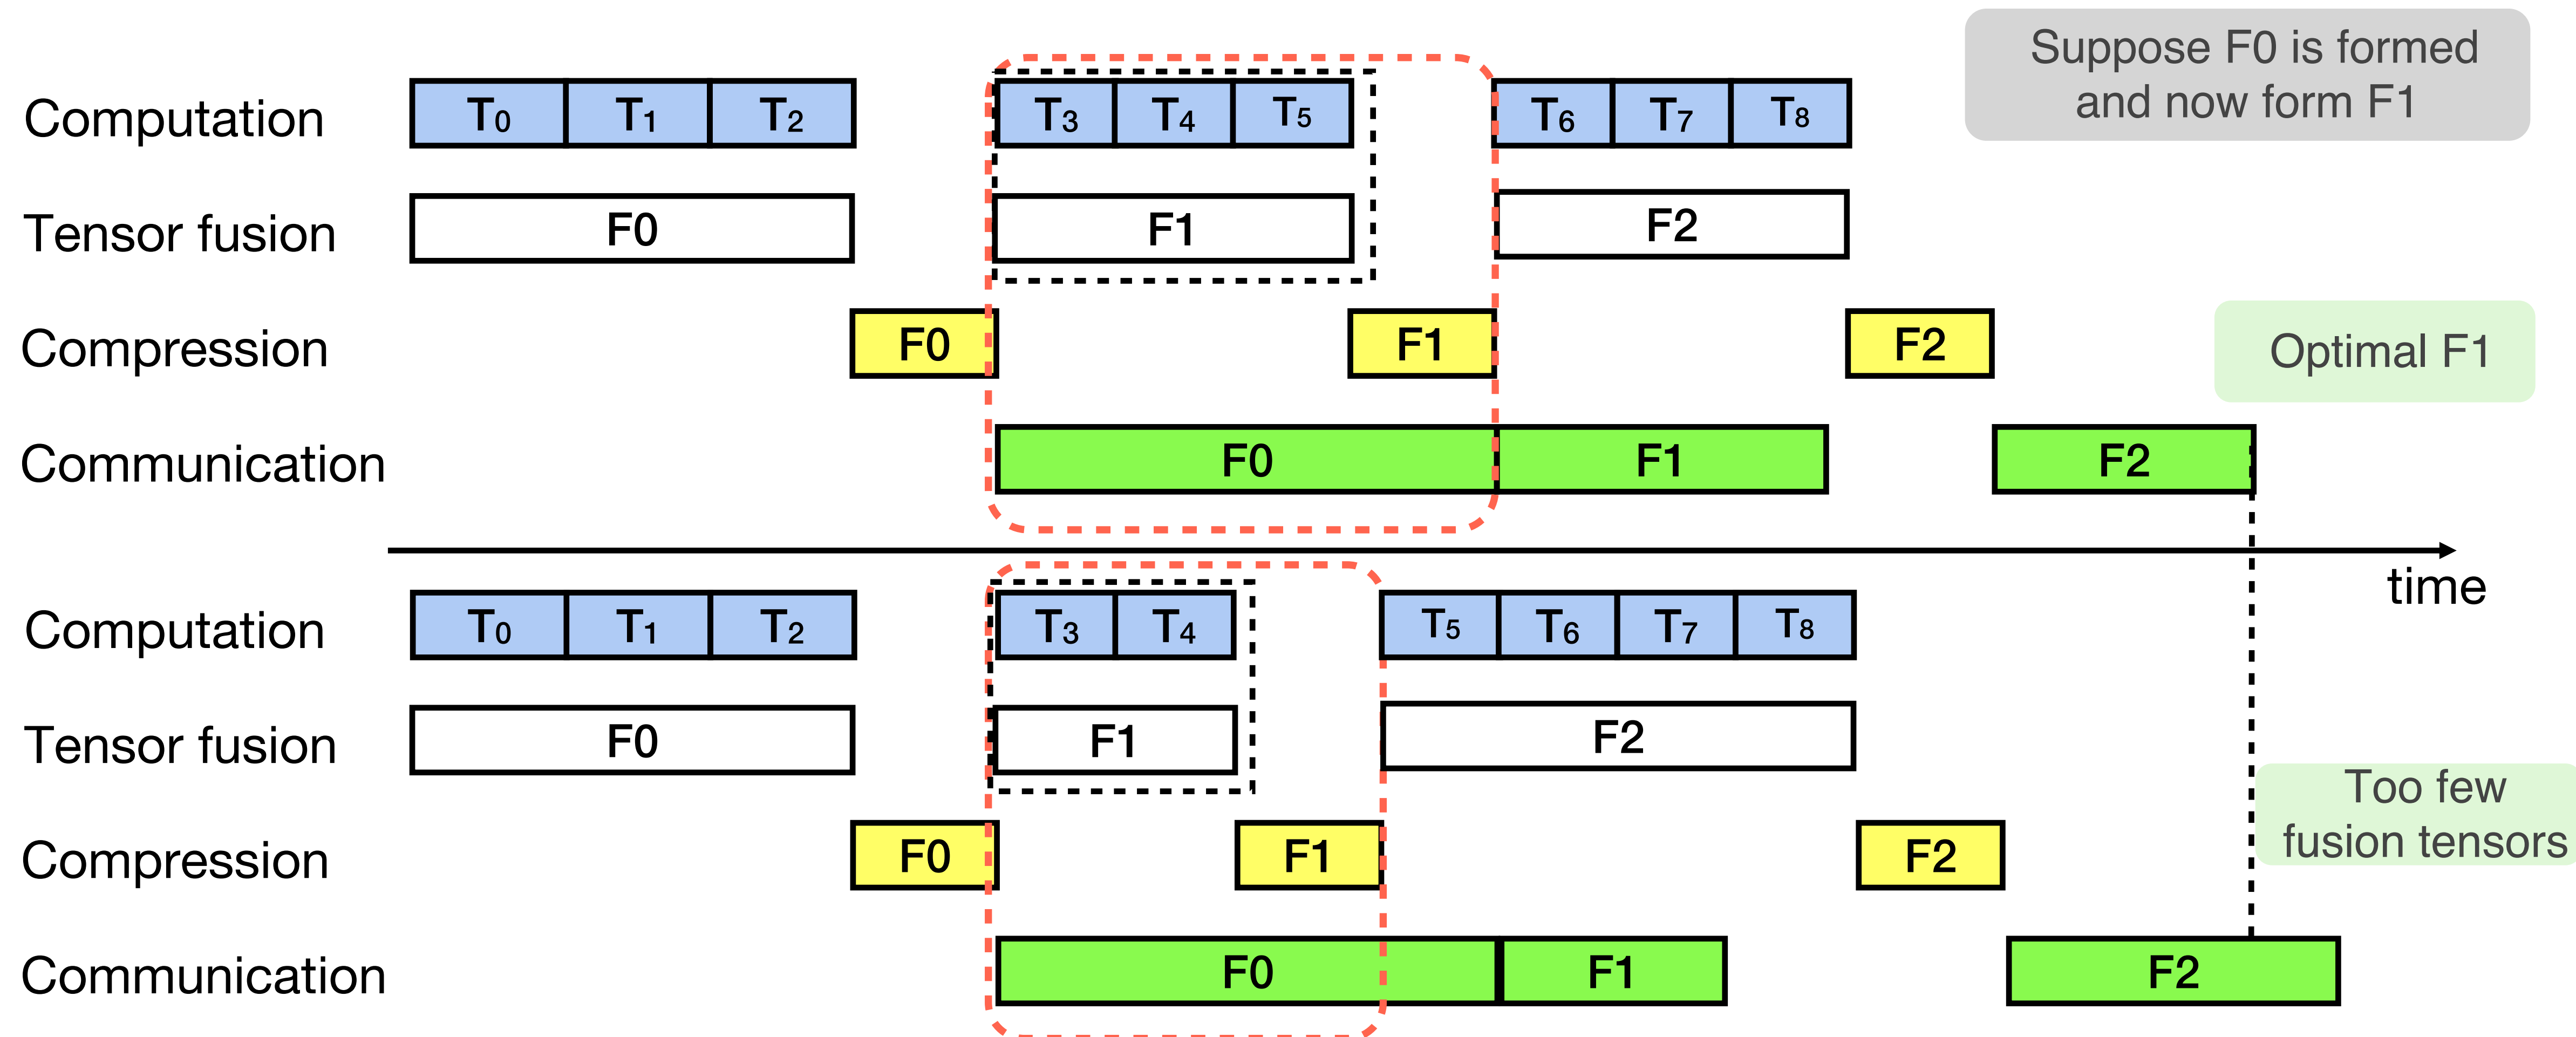 Suppose F0 is formed
and now form F1
Computation T0 T1 T2 T3 T4 T5 T6 T7 T8
Tensor fusion F0 F1 F2
Compression F0 F1 F2
Optimal F1
Communication F0 F1 F2
time
Computation T0 T1 T2 T3 T4 T5 T6 T7 T8
Tensor fusion F0 F1 F2
Too few
fusion tensors
Compression F0 F1 F2
Communication F0 F1 F2